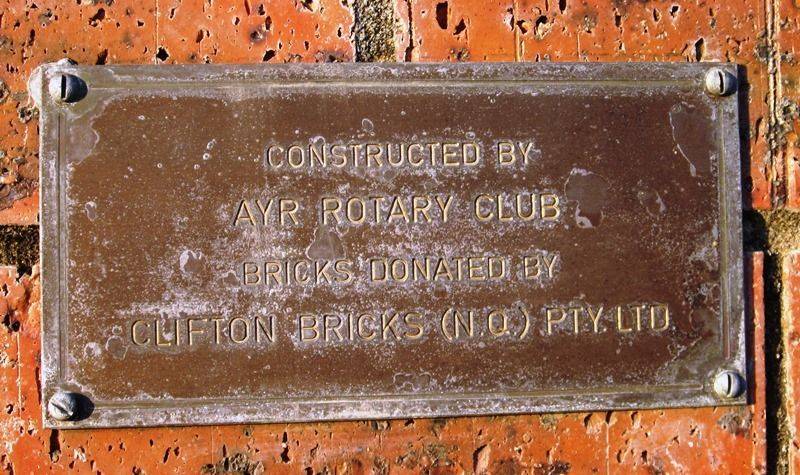 CONSTRUCTED BY
AYR ROTARY CLUB
BRICKS DONATED BY
CLIFTON BRICKS (N.Q.) PTY. LTD